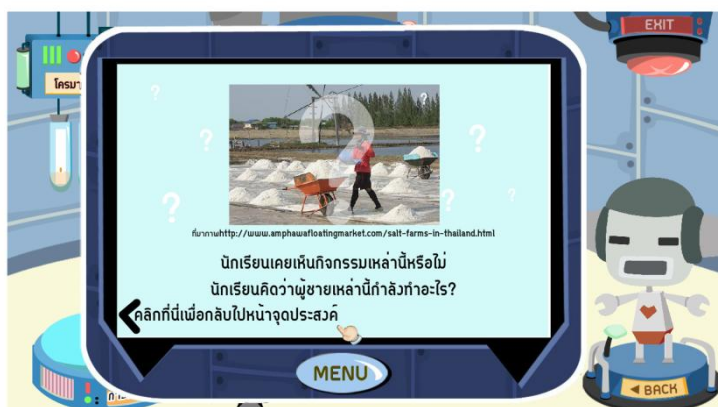 EXIT
โครมา
ที่มาภาพhttp://www.amphawafloatingmarket.com/salt-farms-in-thailand.html
นักเรียนเคยเห็นกิจกรรมเหล่านี้หรือไม่
นักเรียนคิดว่าผู้ชายเหล่านี้กำลังทำอะไร?
คลิกที่นี่เพื่อกลับไปหน้าจุดประสงค์
MENU
BACK